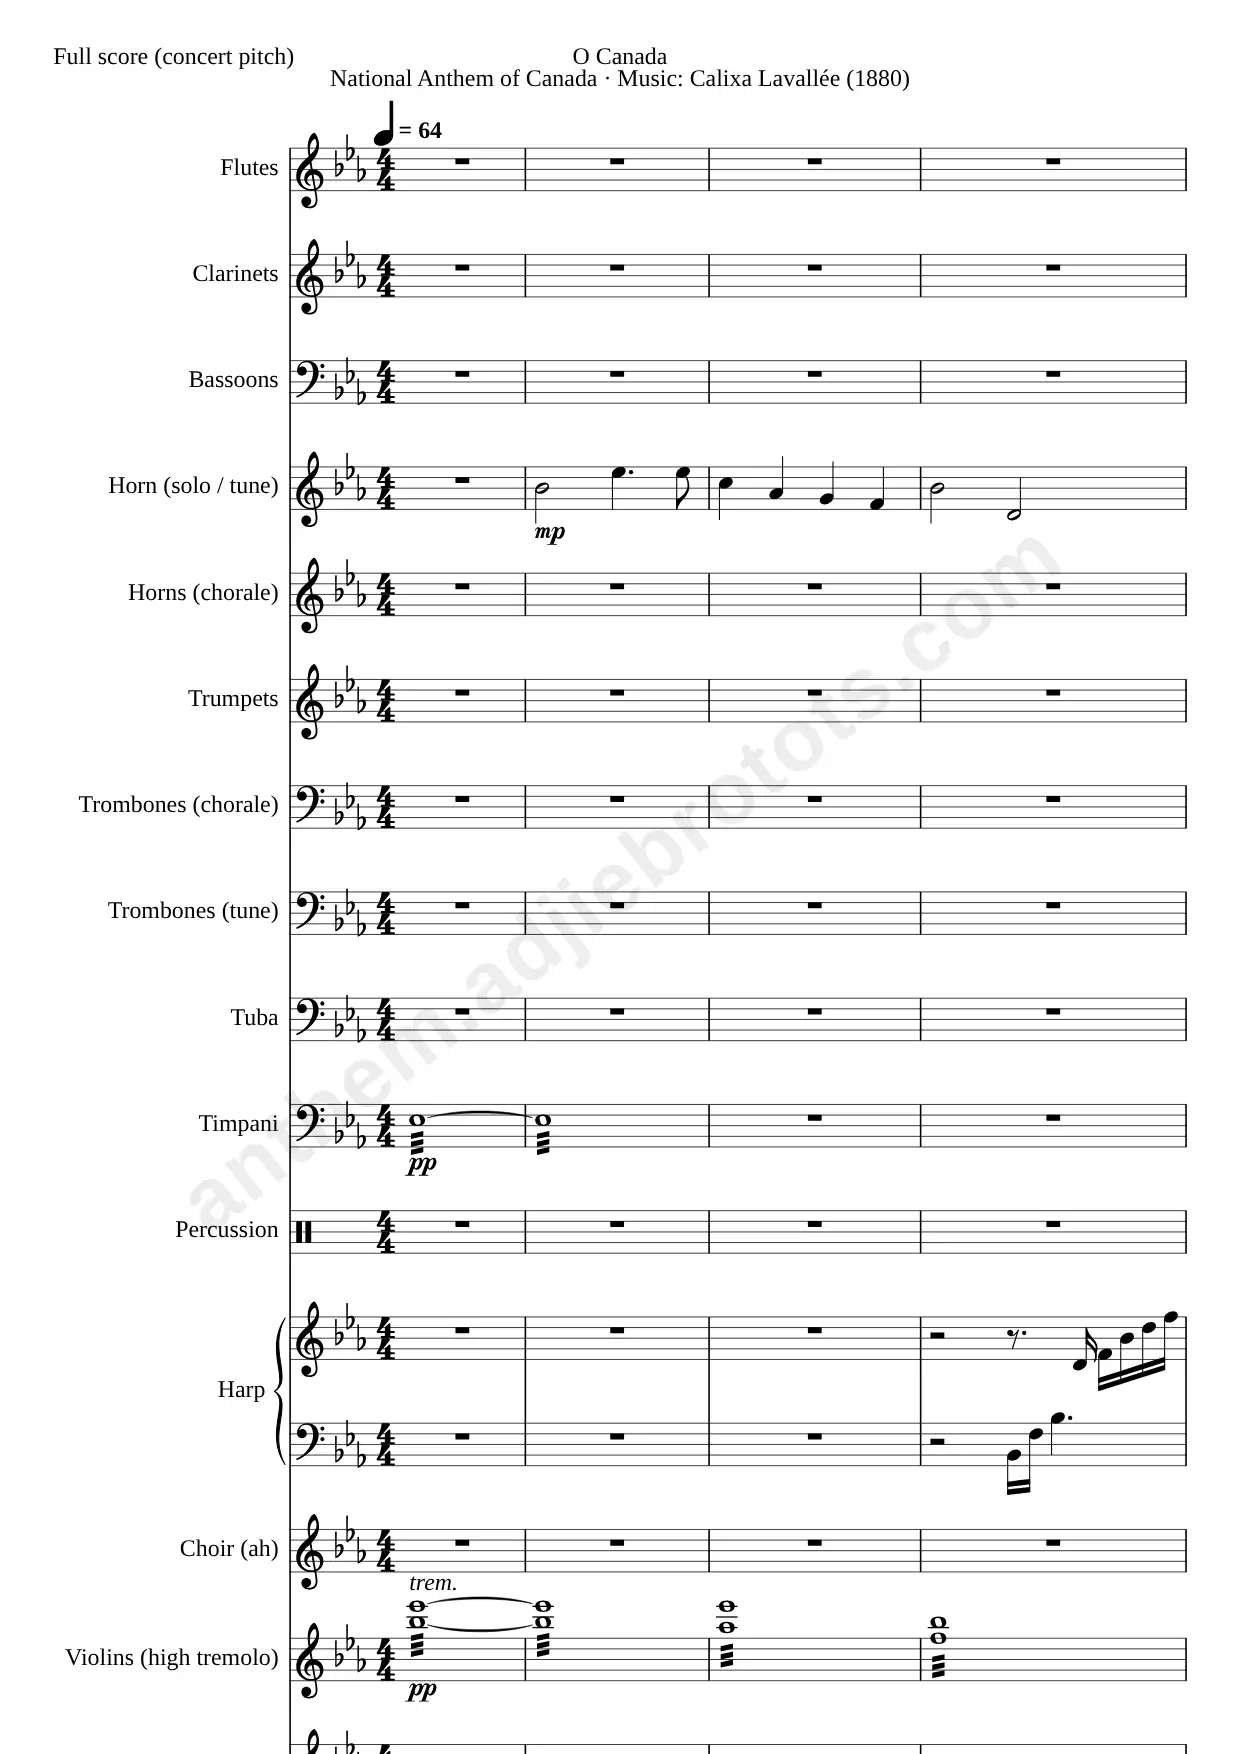 Full score (concert pitch)
O Canada
National Anthem of Canada · Music: Calixa Lavallée (1880)
= 64
Flutes
Clarinets
Bassoons
Horn (solo / tune)
mp
Horns (chorale)
Trumpets
Trombones (chorale)
Trombones (tune)
Tuba
Timpani
pp
Percussion
Harp
Choir (ah)
trem.
Violins (high tremolo)
pp
anthem.adjiebrotots.com